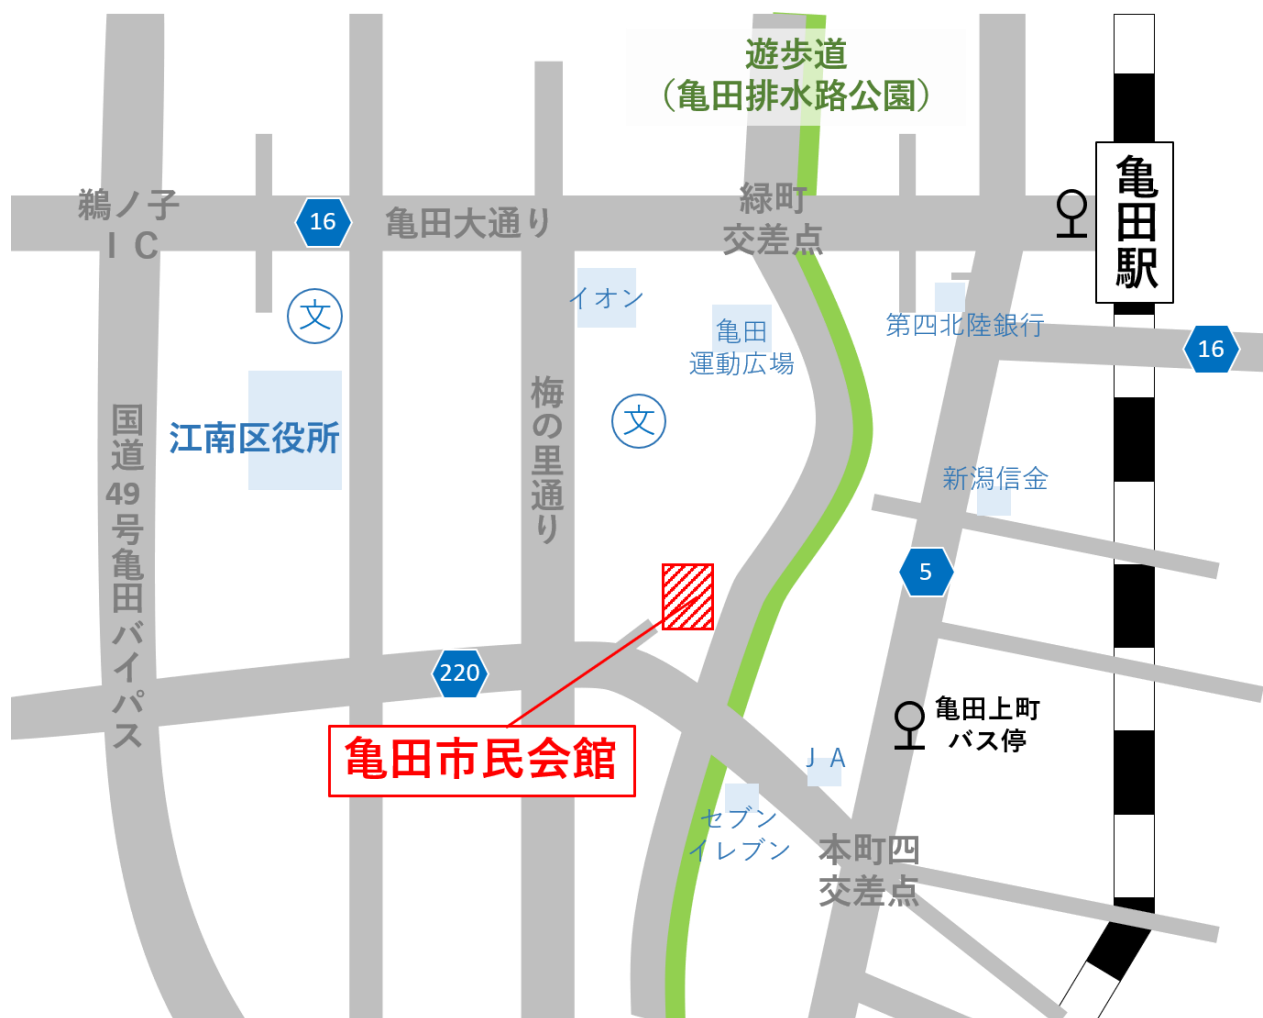 遊歩道
(亀田排水路公園)
鵜ノ子
ＩＣ
16
亀田大通り
緑町
交差点
亀田駅
文
イオン
亀田
運動広場
第四北陸銀行
16
国道49号亀田バイパス
江南区役所
梅の里通り
文
新潟信金
5
220
亀田上町
バス停
亀田市民会館
ＪＡ
セブン
イレブン
本町四
交差点